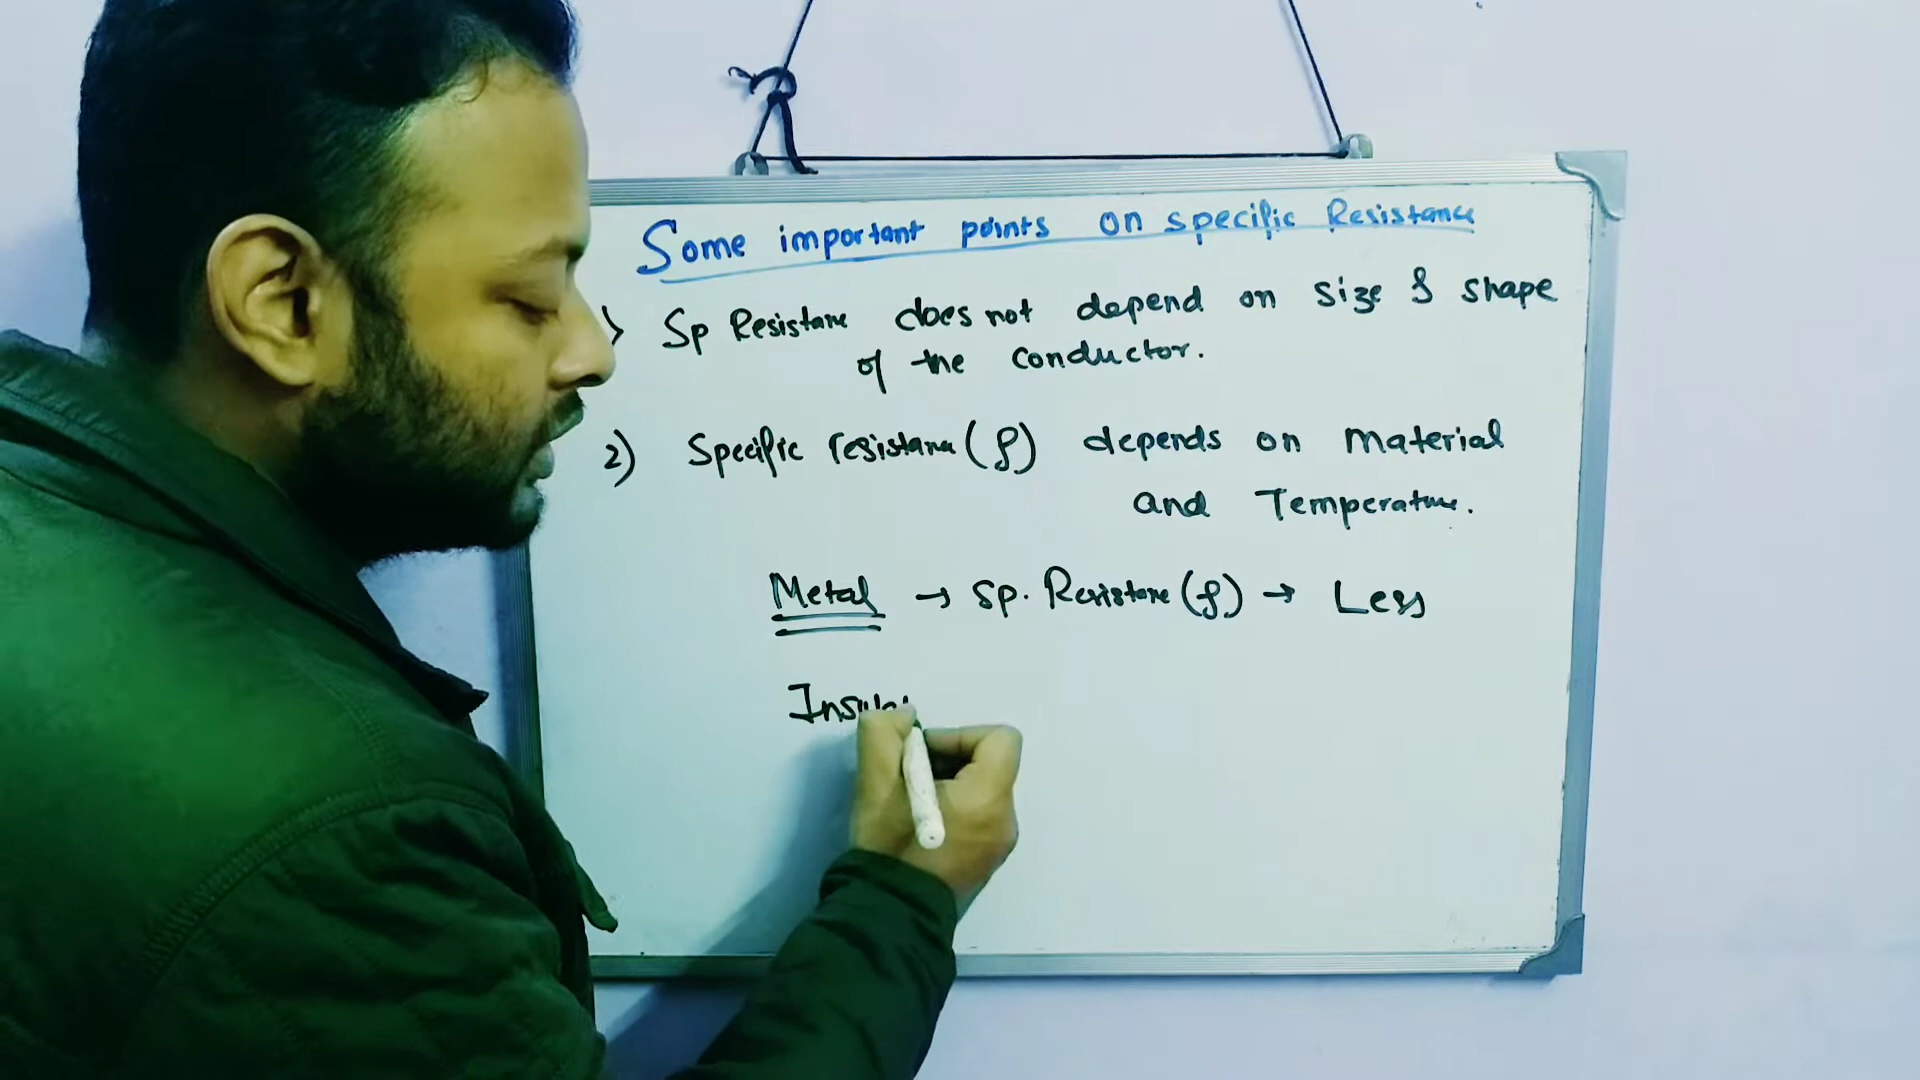 Some important points on specific Resistance
) Sp Resistance does not depend on size & shape
of the conductor.
2) Specific resistance (ρ) depends on Material
and Temperature.
Metal → Sp. Resistance (ρ) → Less
Insulat